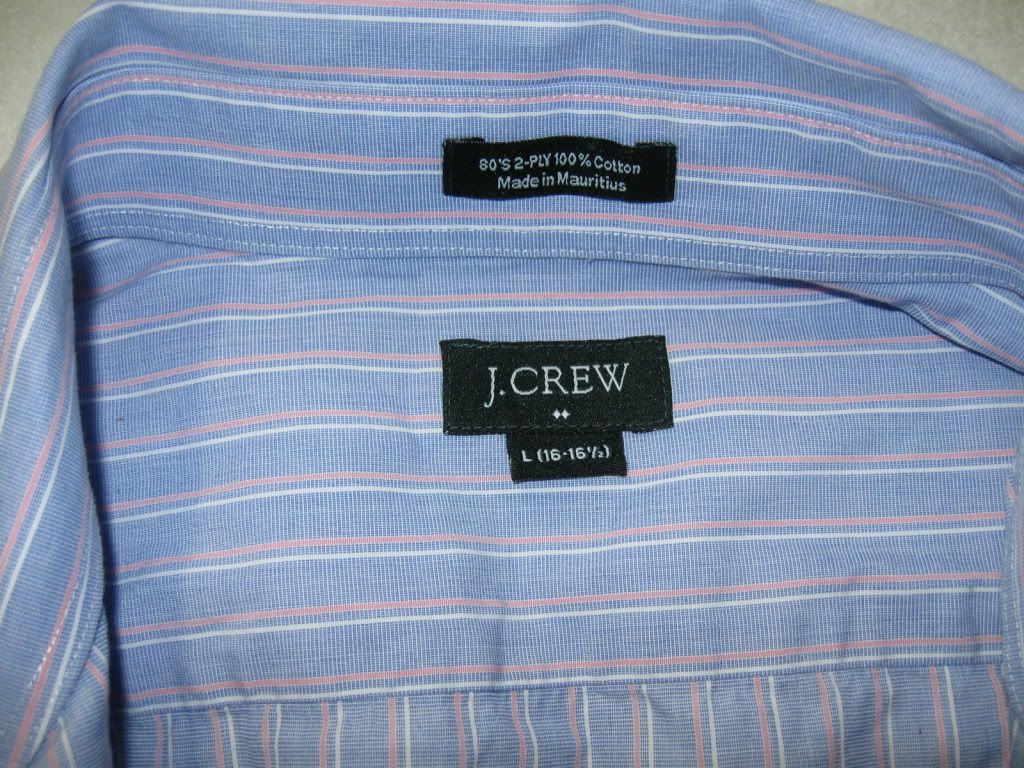 80'S 2-PLY 100% Cotton
Made in Mauritius
J.CREW
L (16-16½)